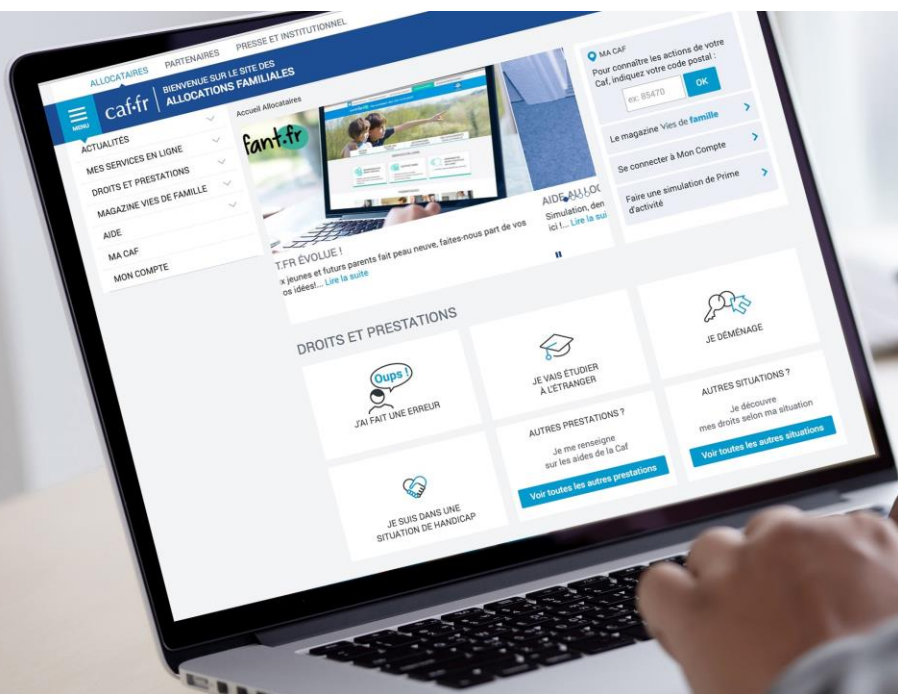 ALLOCATAIRES PARTENAIRES PRESSE ET INSTITUTIONNEL
MENU
caf.fr
BIENVENUE SUR LE SITE DES
ALLOCATIONS FAMILIALES
ACTUALITÉS
MES SERVICES EN LIGNE
DROITS ET PRESTATIONS
MAGAZINE VIES DE FAMILLE
AIDE
MA CAF
MON COMPTE
Accueil Allocataires
fant.fr
T.FR ÉVOLUE !
x jeunes et futurs parents fait peau neuve, faites-nous part de vos
os idées!... Lire la suite
AIDE AU LOG
Simulation, den
ici !... Lire la sui
MA CAF
Pour connaître les actions de votre
Caf, indiquez votre code postal :
ex: 85470 OK
Le magazine Vies de famille
Se connecter à Mon Compte
Faire une simulation de Prime
d'activité
DROITS ET PRESTATIONS
Oups !
J'AI FAIT UNE ERREUR
JE VAIS ÉTUDIER
À L'ÉTRANGER
JE DÉMÉNAGE
JE SUIS DANS UNE
SITUATION DE HANDICAP
AUTRES PRESTATIONS ?
Je me renseigne
sur les aides de la Caf
Voir toutes les autres prestations
AUTRES SITUATIONS ?
Je découvre
mes droits selon ma situation
Voir toutes les autres situations